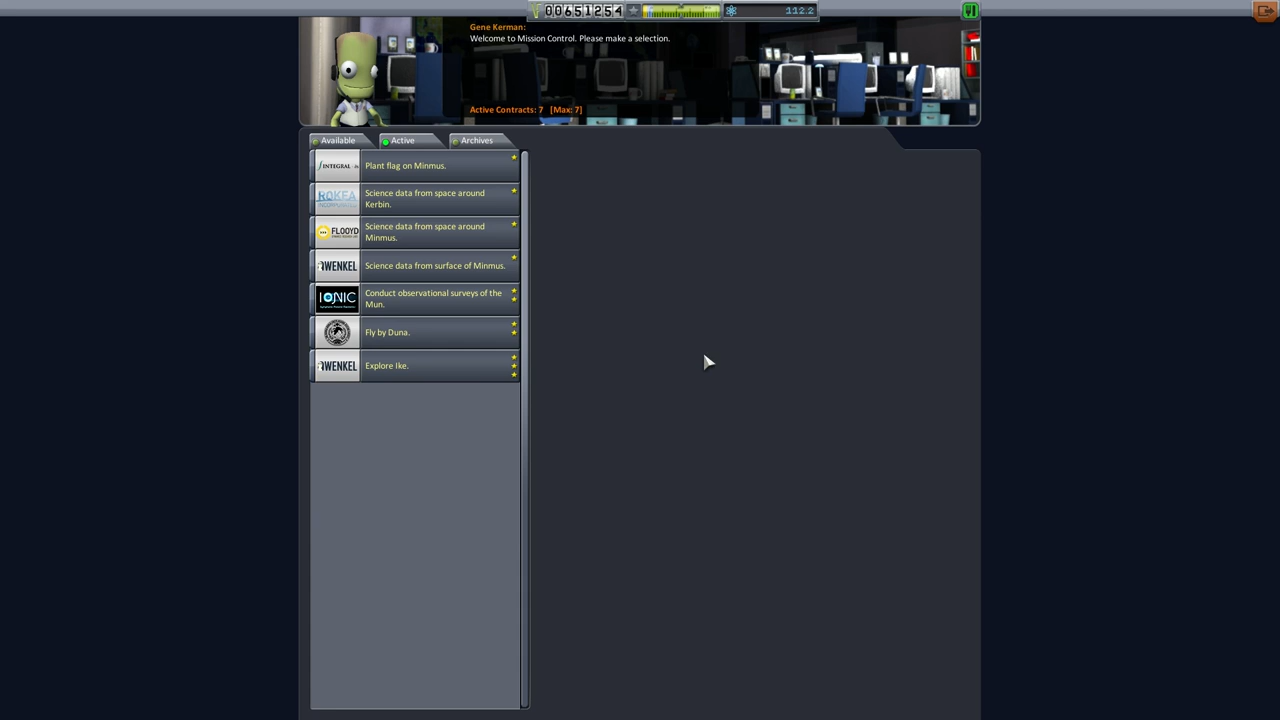 00651254
112.2
Gene Kerman:
Welcome to Mission Control. Please make a selection.
Active Contracts: 7 [Max: 7]
Available
Active
Archives
INTEGRAL
Plant flag on Minmus.
ROKEA
Science data from space around
Kerbin.
FLOOYD
Science data from space around
Minmus.
WENKEL
Science data from surface of Minmus.
IONIC
Conduct observational surveys of the
Mun.
Fly by Duna.
WENKEL
Explore Ike.